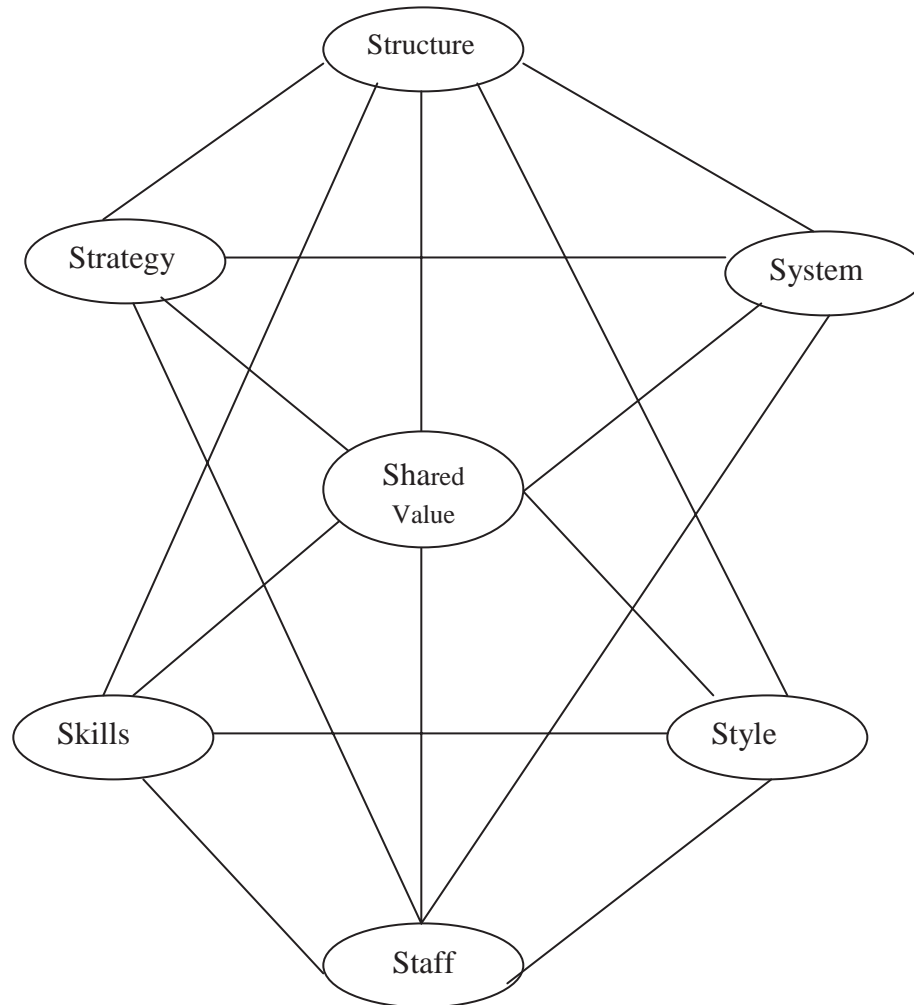 Structure
Strategy
System
Shared
Value
Skills
Style
Staff